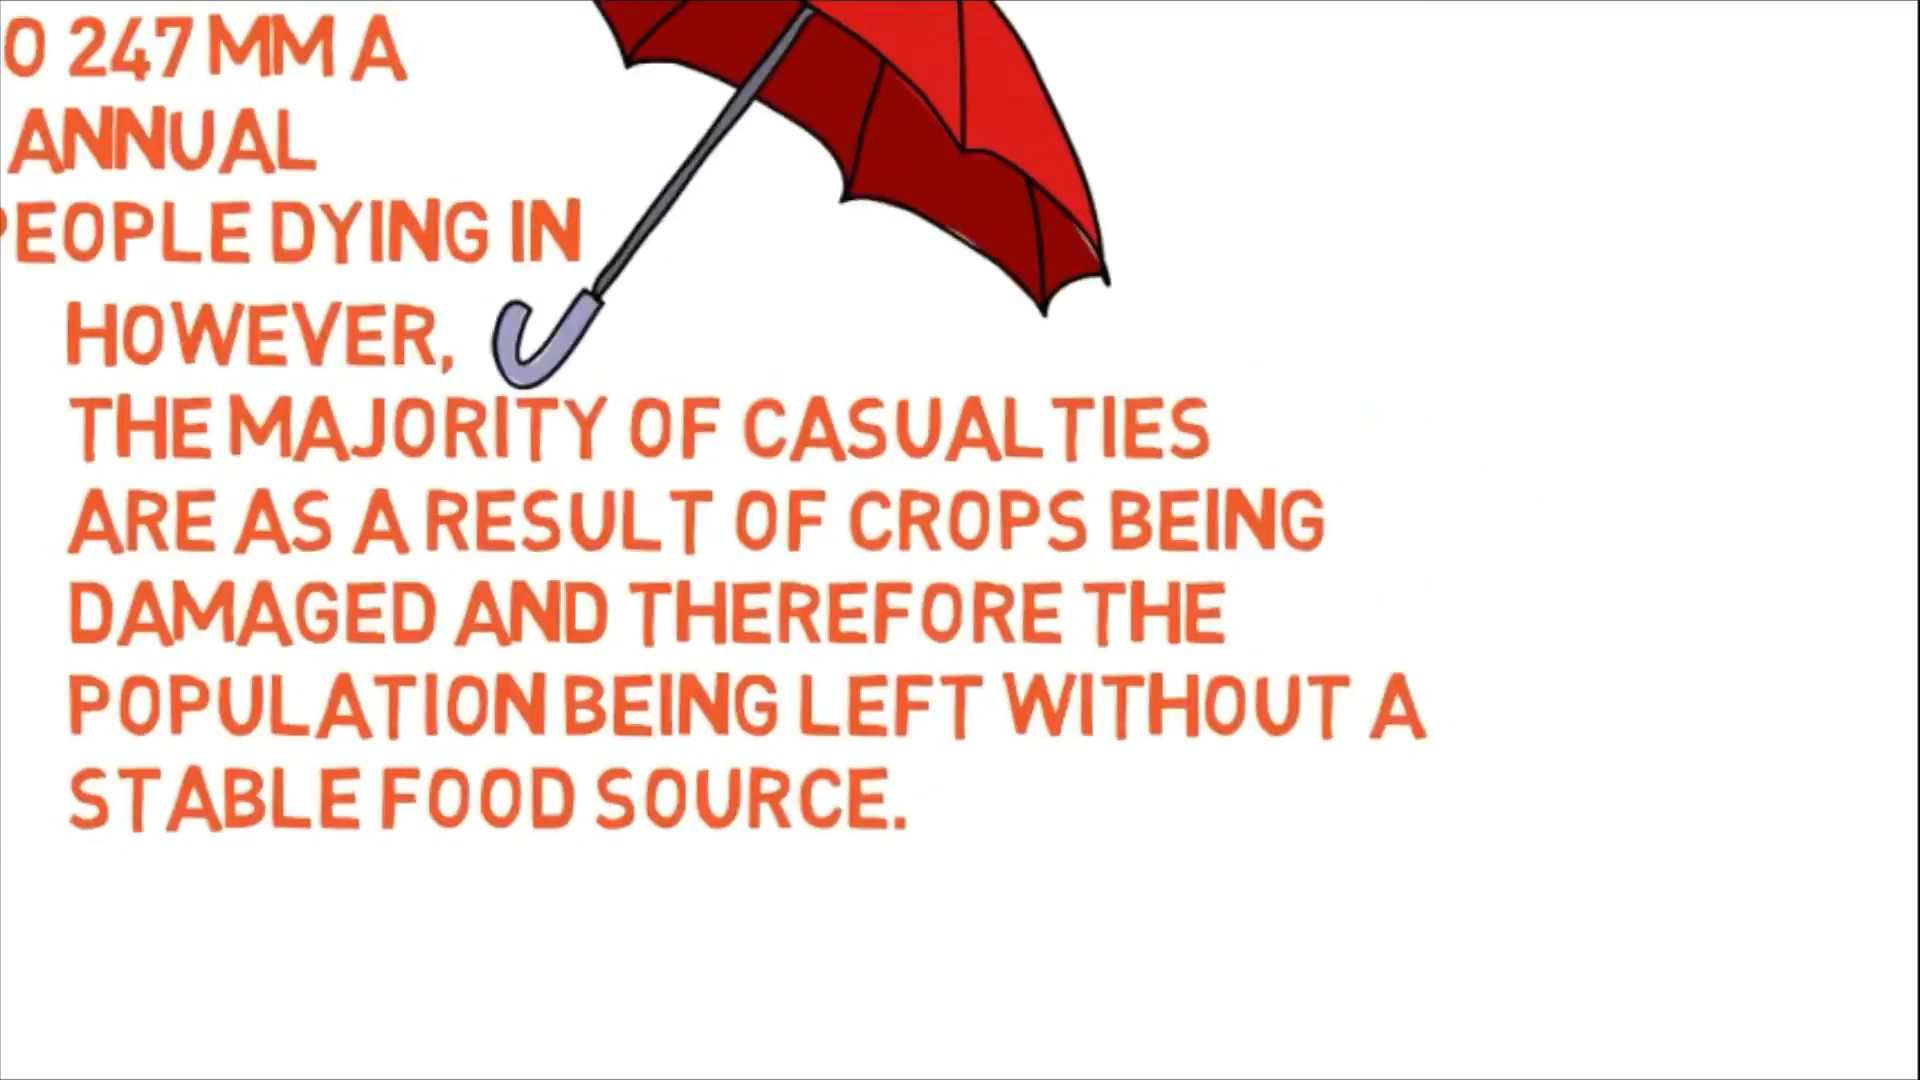 247 MM A
ANNUAL
PEOPLE DYING IN
HOWEVER,
THE MAJORITY OF CASUALTIES
ARE AS A RESULT OF CROPS BEING
DAMAGED AND THEREFORE THE
POPULATION BEING LEFT WITHOUT A
STABLE FOOD SOURCE.